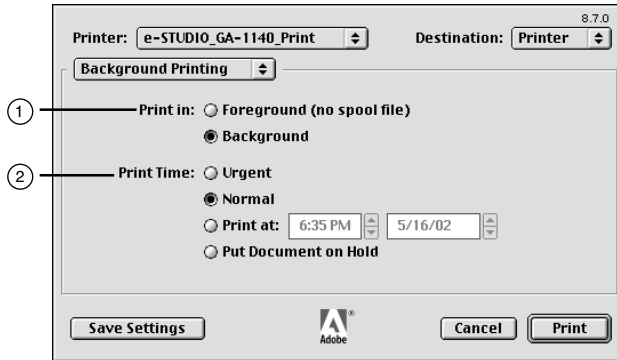 8.7.0
Printer: e-STUDIO_GA-1140_Print Destination: Printer
Background Printing
1 Print in: Foreground (no spool file)
Background
2 Print Time: Urgent
Normal
Print at: 6:35 PM 5/16/02
Put Document on Hold
Save Settings Adobe® Cancel Print